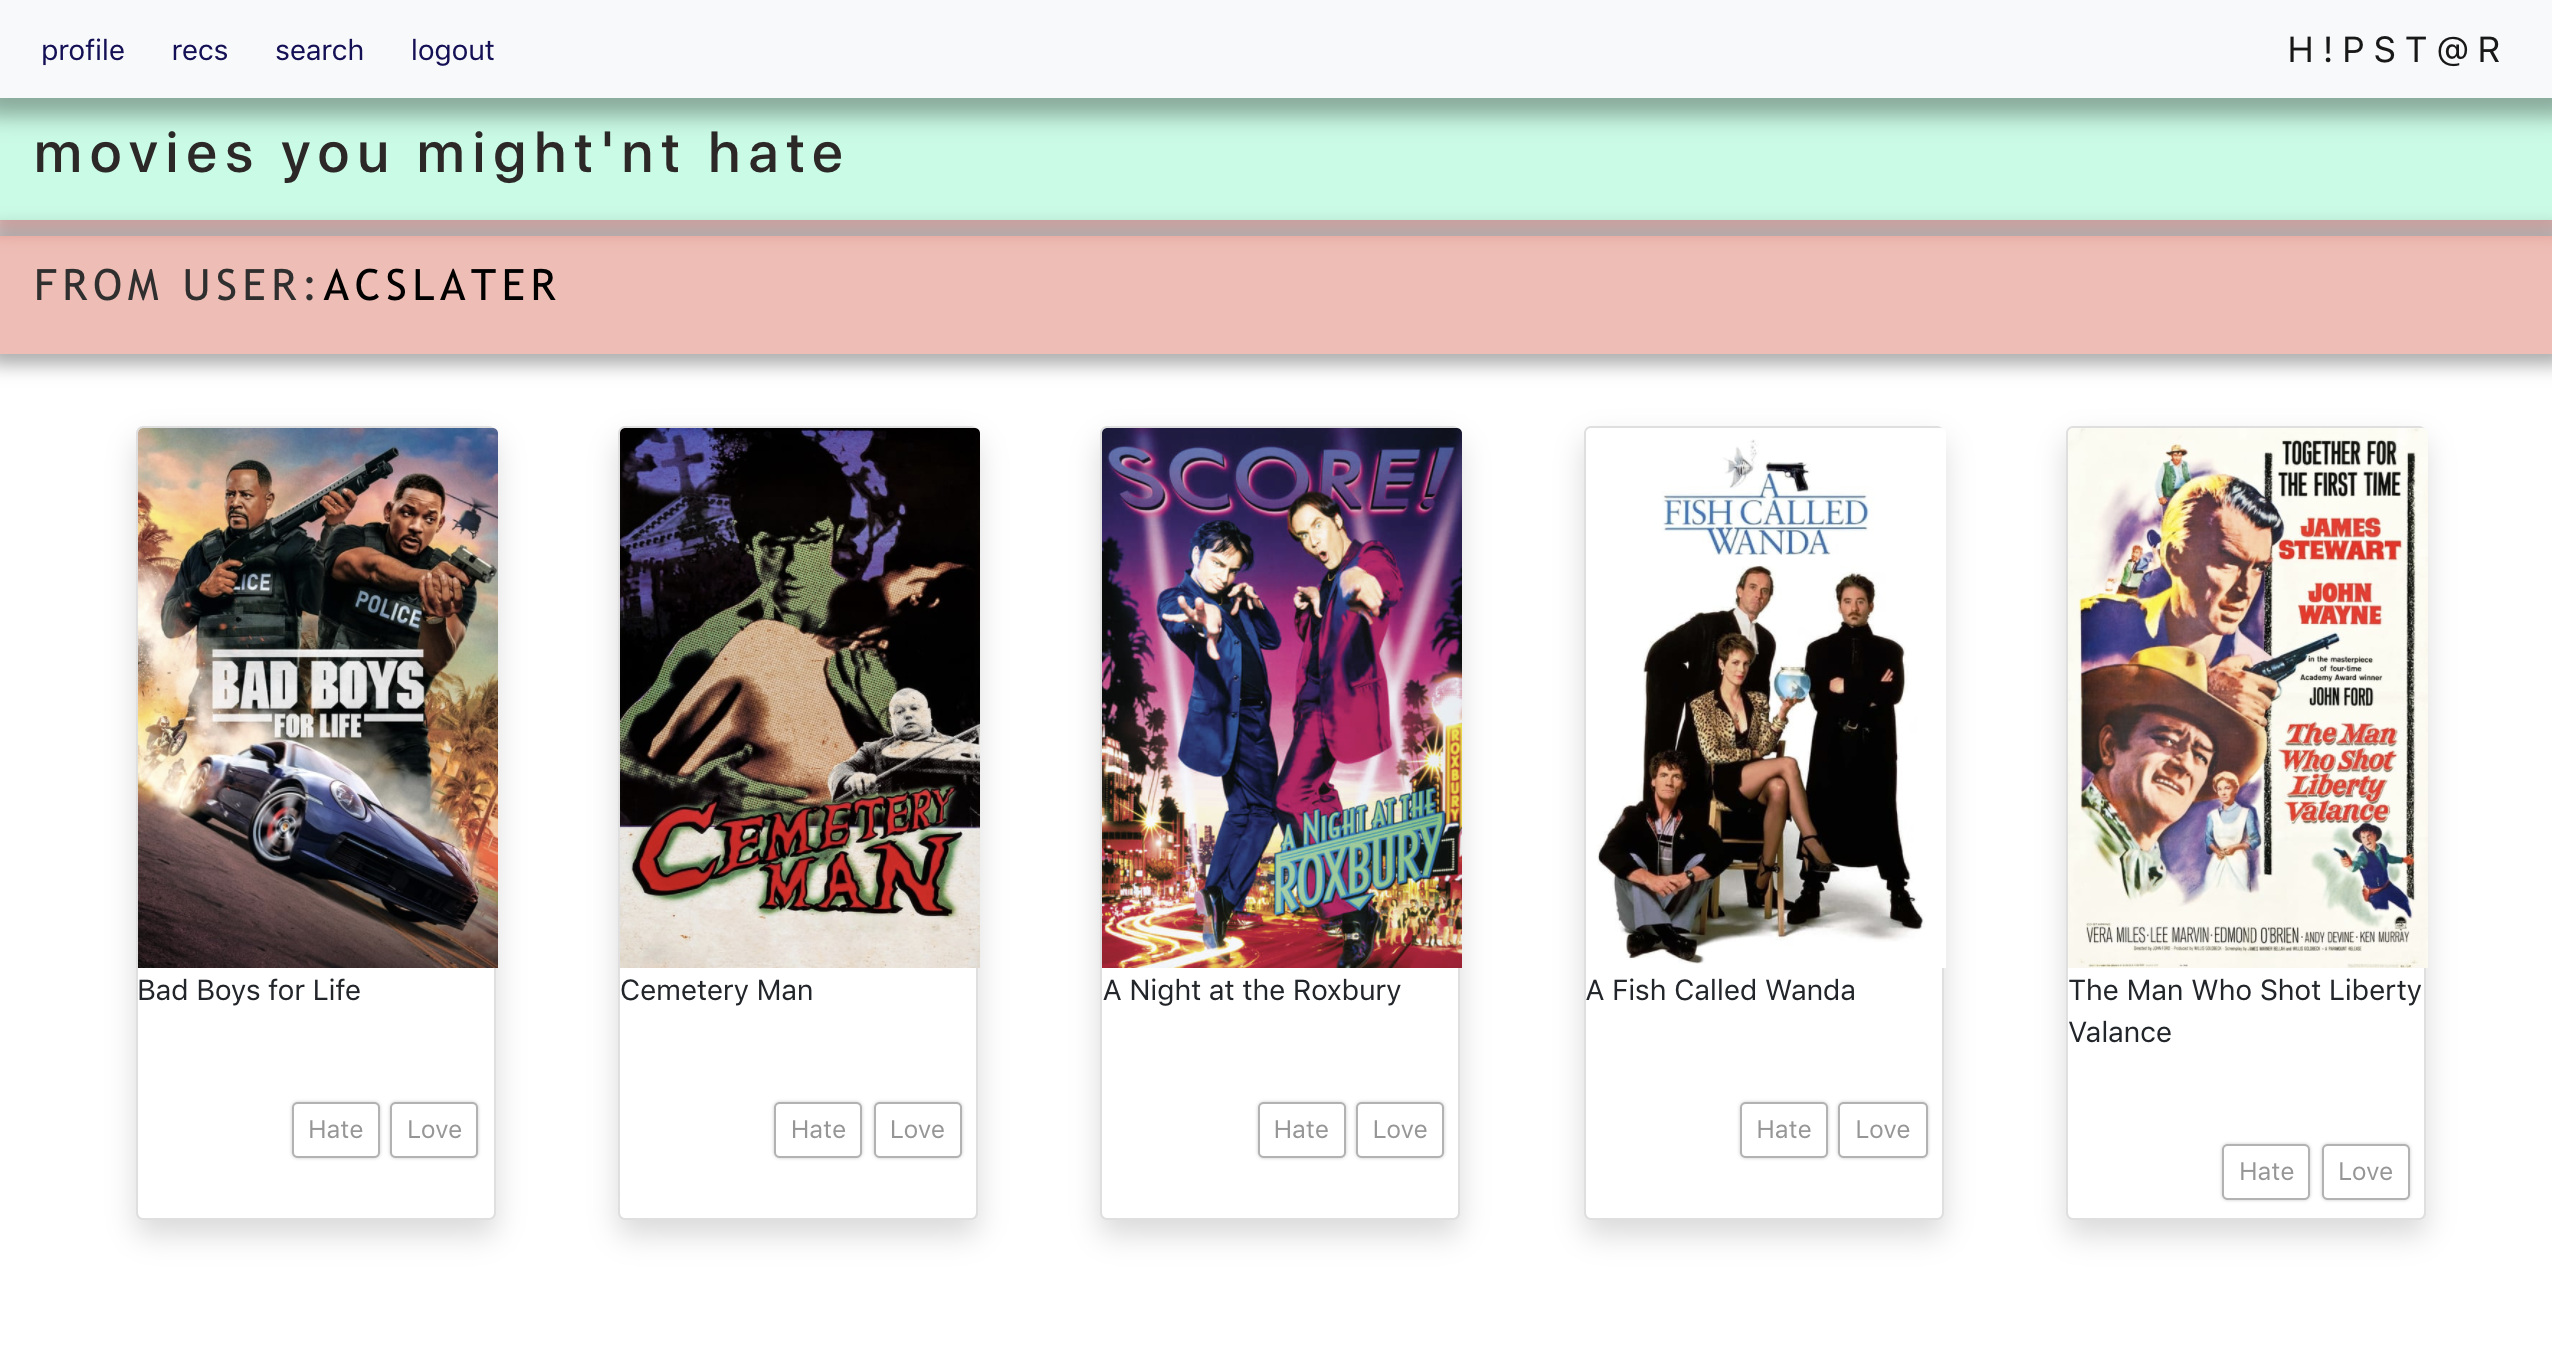 profile recs search logout H!PST@R
movies you might'nt hate
FROM USER:ACSLATER
LICE
POLICE
BAD BOYS
FOR LIFE
Bad Boys for Life
Hate Love
CEMETERY
MAN
Cemetery Man
Hate Love
SCORE!
ROXBURY
A NIGHT AT THE
ROXBURY
A Night at the Roxbury
Hate Love
A
FISH CALLED
WANDA
A Fish Called Wanda
Hate Love
TOGETHER FOR
THE FIRST TIME
JAMES
STEWART
JOHN
WAYNE
in the masterpiece
of four-time
Academy Award winner
JOHN FORD
The Man
Who Shot
Liberty
Valance
VERA MILES·LEE MARVIN·EDMOND O'BRIEN·ANDY DEVINE·KEN MURRAY
The Man Who Shot Liberty
Valance
Hate Love